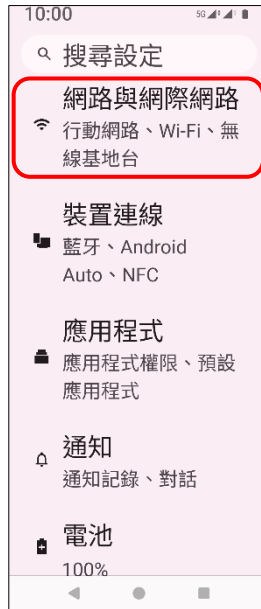 10:00
5G
搜尋設定
網路與網際網路
行動網路、Wi-Fi、無
線基地台
裝置連線
藍牙、Android
Auto、NFC
應用程式
應用程式權限、預設
應用程式
通知
通知記錄、對話
電池
100%